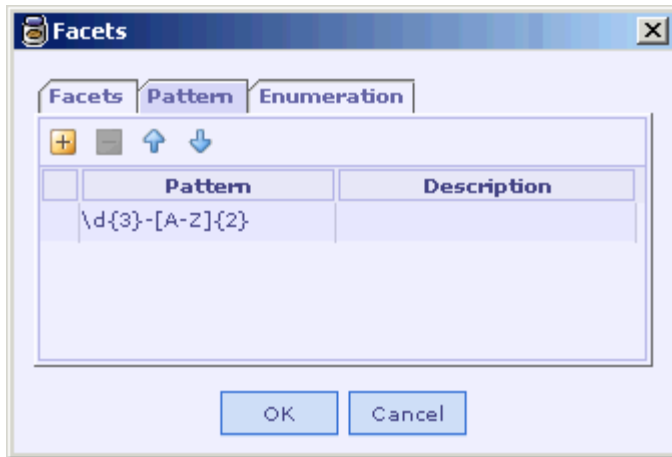 Facets
Facets Pattern Enumeration
Pattern Description
\d{3}-[A-Z]{2}
OK Cancel